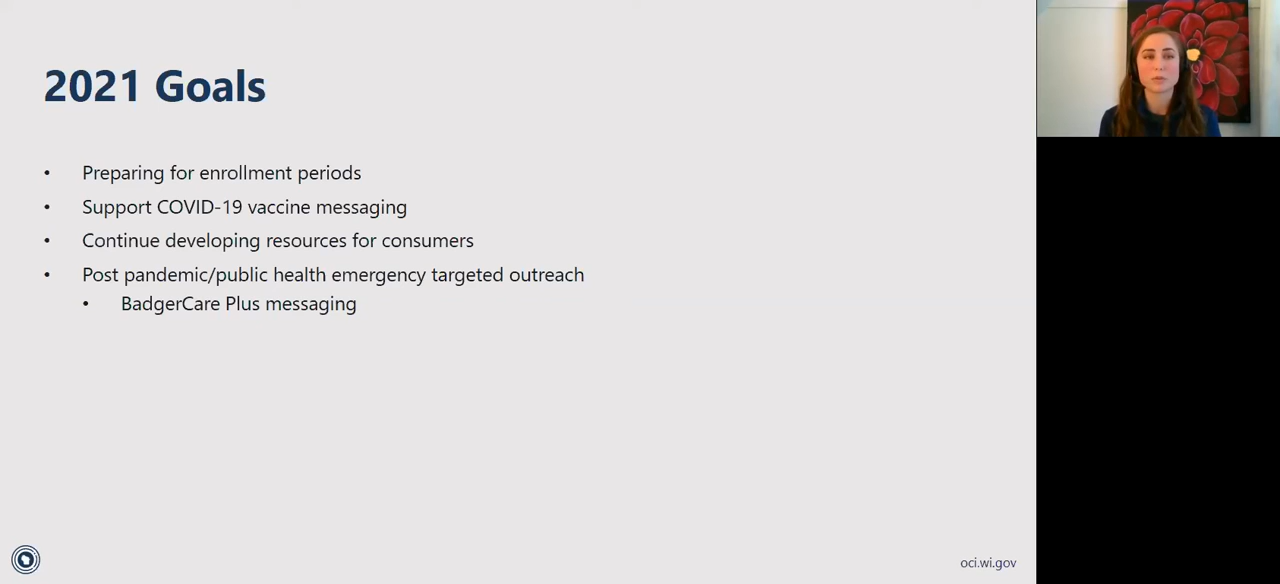 2021 Goals
• Preparing for enrollment periods
• Support COVID-19 vaccine messaging
• Continue developing resources for consumers
• Post pandemic/public health emergency targeted outreach
• BadgerCare Plus messaging
oci.wi.gov